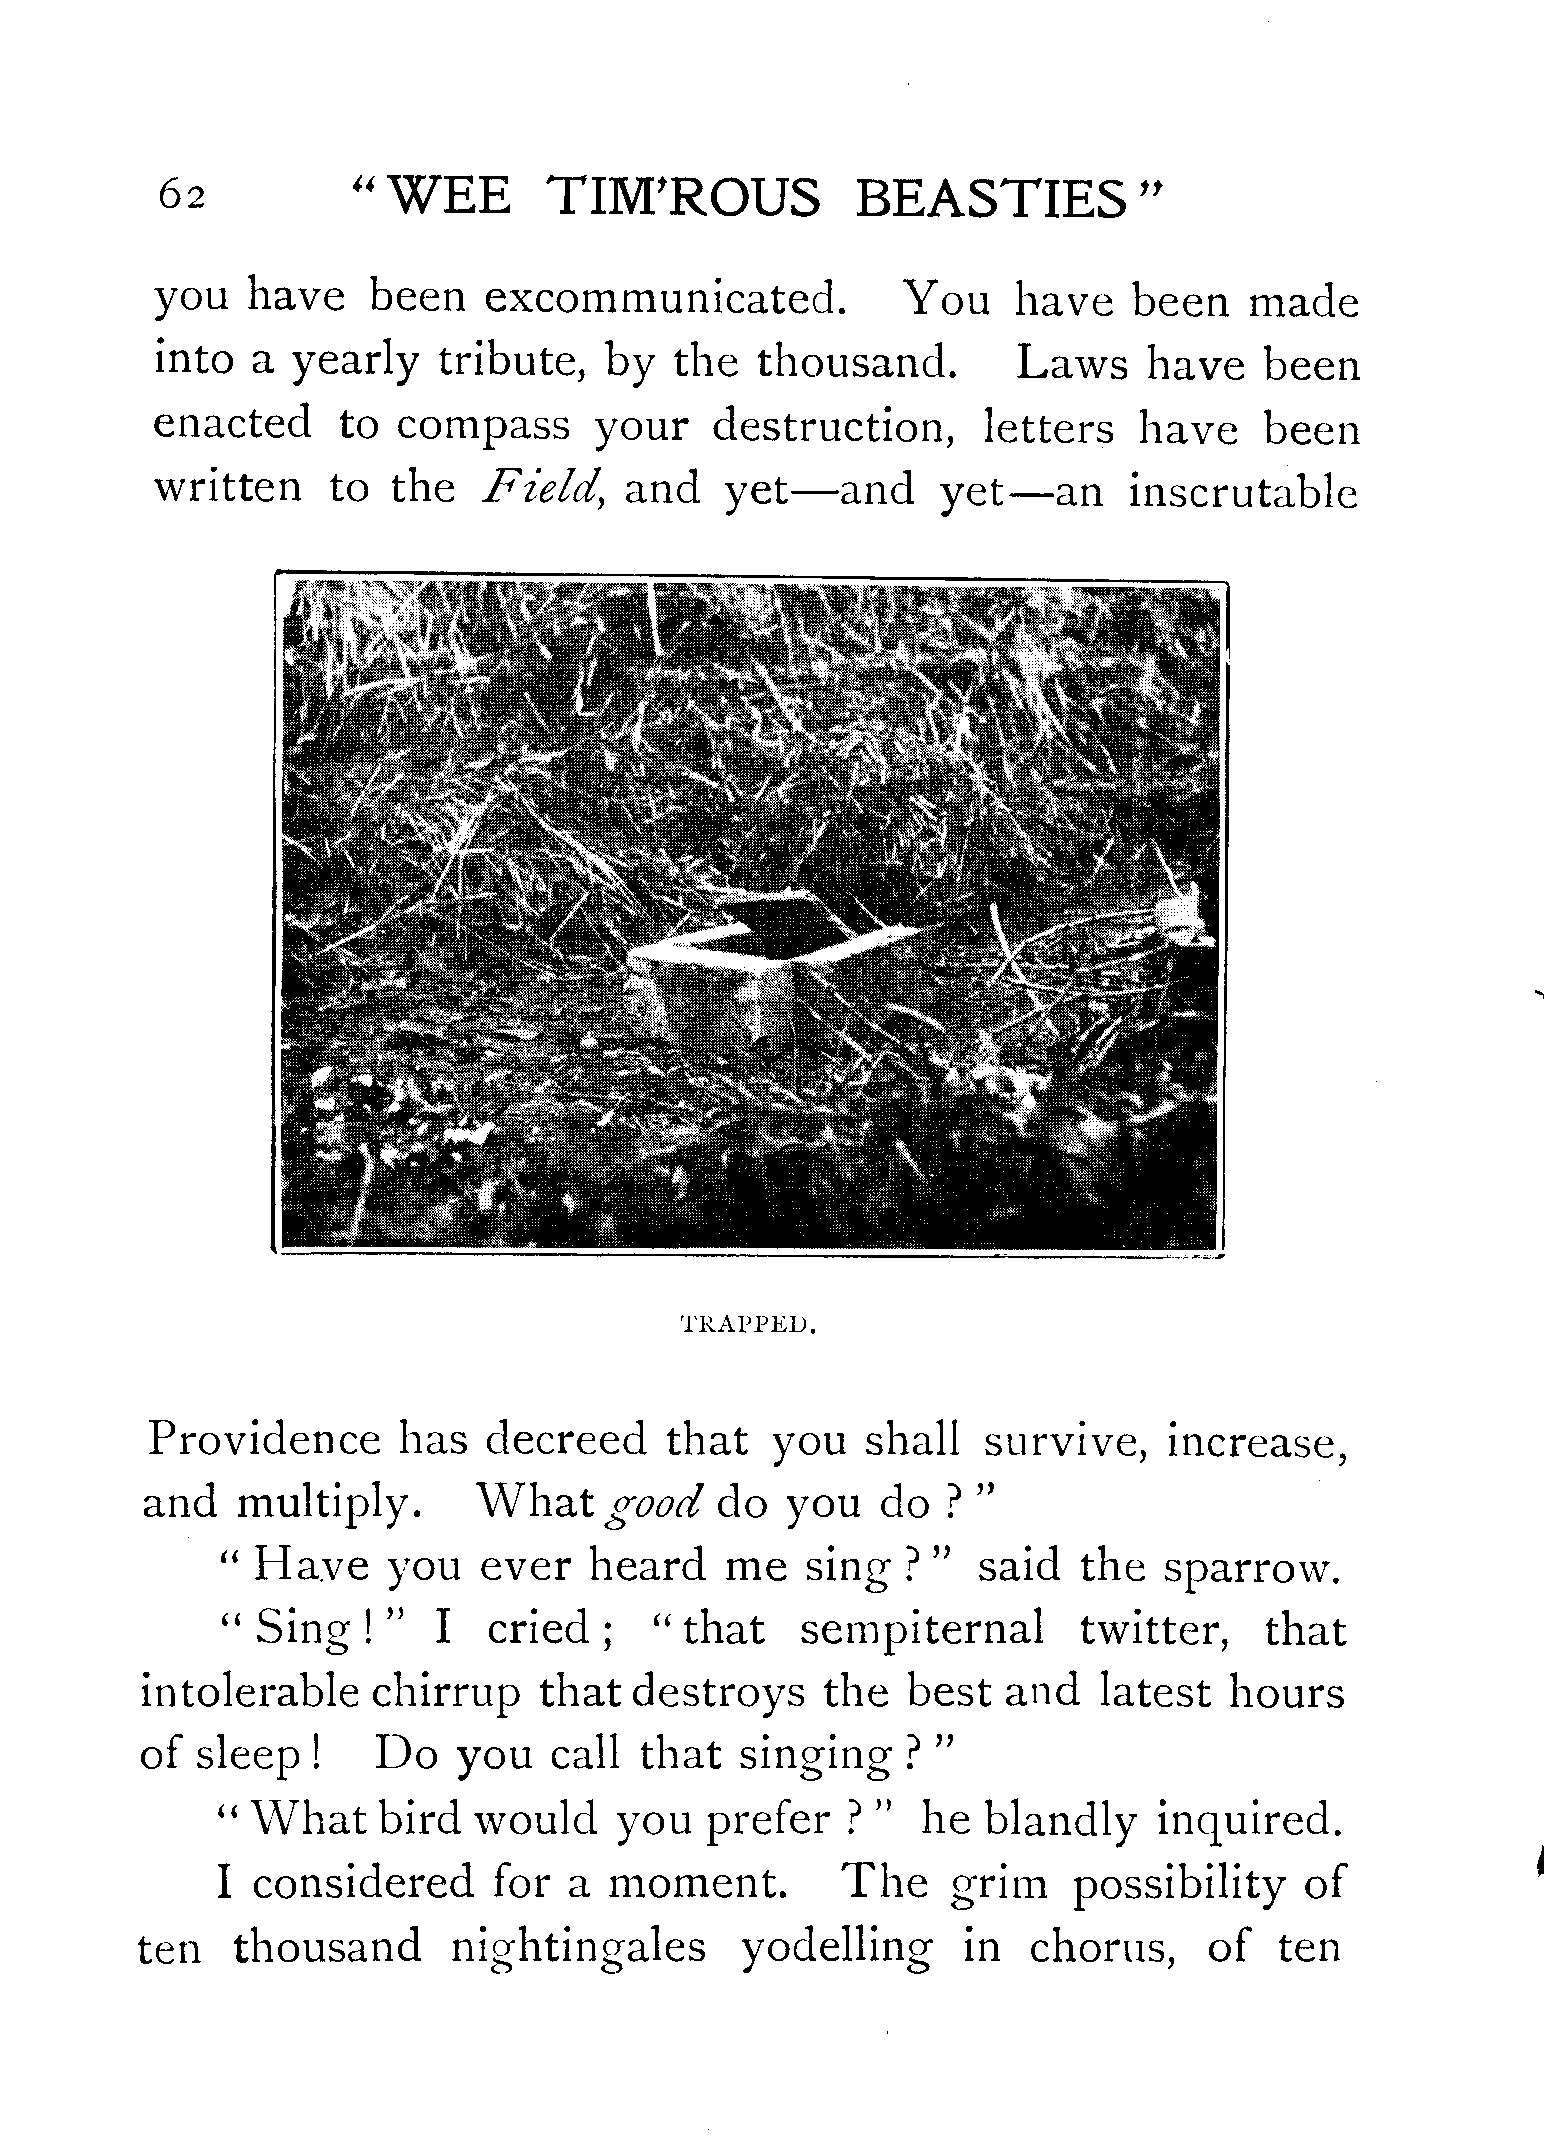 62 "WEE TIM'ROUS BEASTIES"
you have been excommunicated. You have been made
into a yearly tribute, by the thousand. Laws have been
enacted to compass your destruction, letters have been
written to the Field, and yet—and yet—an inscrutable
TRAPPED.
Providence has decreed that you shall survive, increase,
and multiply. What good do you do?"
"Have you ever heard me sing?" said the sparrow.
"Sing!" I cried; "that sempiternal twitter, that
intolerable chirrup that destroys the best and latest hours
of sleep! Do you call that singing?"
"What bird would you prefer?" he blandly inquired.
I considered for a moment. The grim possibility of
ten thousand nightingales yodelling in chorus, of ten